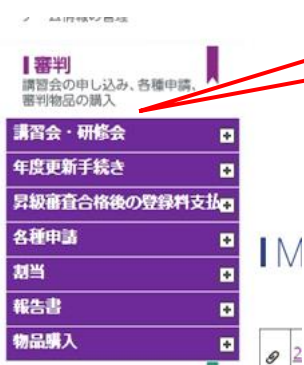 審判
講習会の申し込み、各種申請、
審判物品の購入
講習会・研修会
年度更新手続き
昇級審査合格後の登録料支払
各種申請
割当
報告書
物品購入
M
2